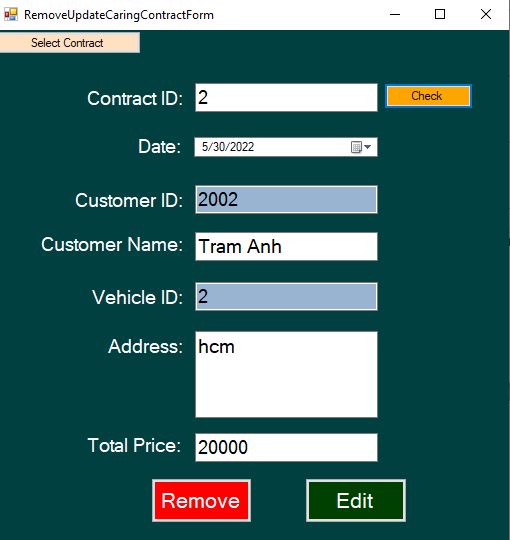 RemoveUpdateCaringContractForm
Select Contract
Contract ID: 2 Check
Date: 5/30/2022
Customer ID: 2002
Customer Name: Tram Anh
Vehicle ID: 2
Address: hcm
Total Price: 20000
Remove Edit